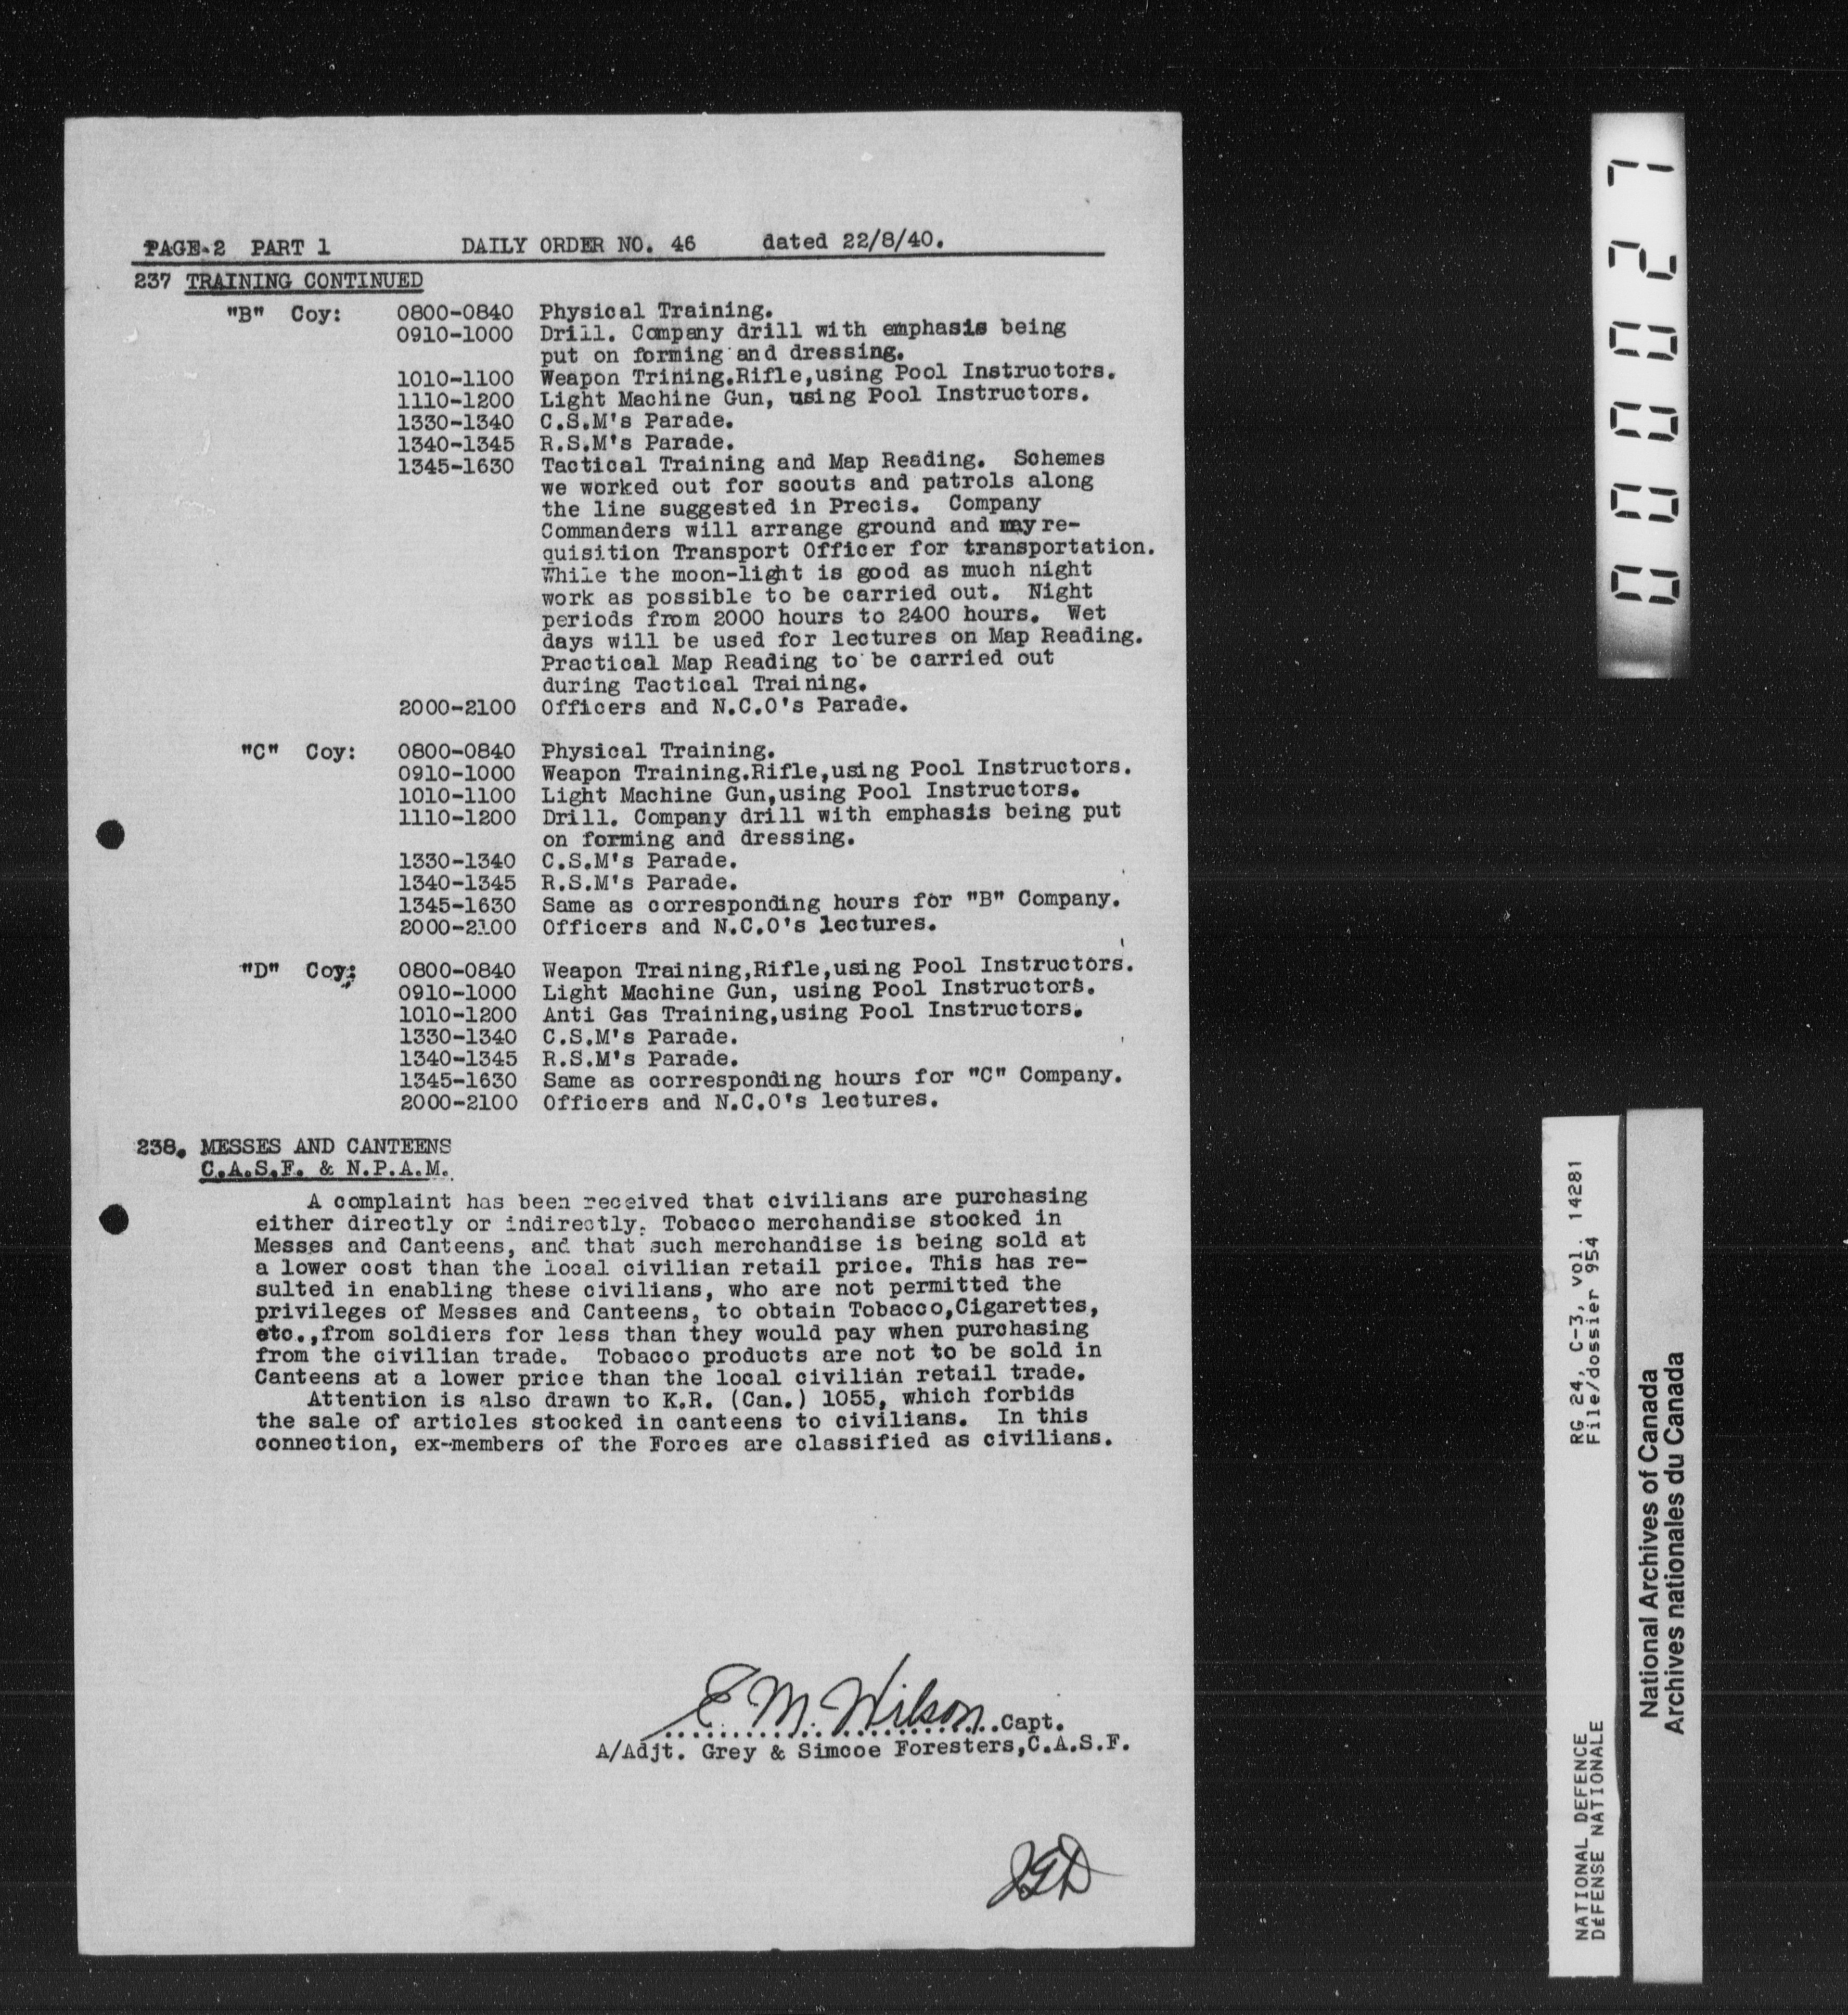 PAGE-2 PART 1 DAILY ORDER NO. 46 dated 22/8/40.
237 TRAINING CONTINUED
"B" Coy: 0800-0840 Physical Training.
0910-1000 Drill. Company drill with emphasis being
put on forming and dressing.
1010-1100 Weapon Trining.Rifle,using Pool Instructors.
1110-1200 Light Machine Gun, using Pool Instructors.
1330-1340 C.S.M's Parade.
1340-1345 R.S.M's Parade.
1345-1630 Tactical Training and Map Reading. Schemes
we worked out for scouts and patrols along
the line suggested in Precis. Company
Commanders will arrange ground and may re-
quisition Transport Officer for transportation.
While the moon-light is good as much night
work as possible to be carried out. Night
periods from 2000 hours to 2400 hours. Wet
days will be used for lectures on Map Reading.
Practical Map Reading to be carried out
during Tactical Training.
2000-2100 Officers and N.C.O's Parade.
"C" Coy: 0800-0840 Physical Training.
0910-1000 Weapon Training.Rifle,using Pool Instructors.
1010-1100 Light Machine Gun,using Pool Instructors.
1110-1200 Drill. Company drill with emphasis being put
on forming and dressing.
1330-1340 C.S.M's Parade.
1340-1345 R.S.M's Parade.
1345-1630 Same as corresponding hours for "B" Company.
2000-2100 Officers and N.C.O's lectures.
"D" Coy: 0800-0840 Weapon Training,Rifle,using Pool Instructors.
0910-1000 Light Machine Gun, using Pool Instructors.
1010-1200 Anti Gas Training,using Pool Instructors.
1330-1340 C.S.M's Parade.
1340-1345 R.S.M's Parade.
1345-1630 Same as corresponding hours for "C" Company.
2000-2100 Officers and N.C.O's lectures.
238. MESSES AND CANTEENS
C.A.S.F. & N.P.A.M.
A complaint has been received that civilians are purchasing
either directly or indirectly. Tobacco merchandise stocked in
Messes and Canteens, and that such merchandise is being sold at
a lower cost than the local civilian retail price. This has re-
sulted in enabling these civilians, who are not permitted the
privileges of Messes and Canteens, to obtain Tobacco,Cigarettes,
etc.,from soldiers for less than they would pay when purchasing
from the civilian trade. Tobacco products are not to be sold in
Canteens at a lower price than the local civilian retail trade.
Attention is also drawn to K.R. (Can.) 1055, which forbids
the sale of articles stocked in canteens to civilians. In this
connection, ex-members of the Forces are classified as civilians.
E M. Wilson Capt.
A/Adjt. Grey & Simcoe Foresters,C.A.S.F.
JGD
000027
NATIONAL DEFENCE RG 24, C-3, vol. 14281
DÉFENSE NATIONALE File/dossier 954
National Archives of Canada
Archives nationales du Canada